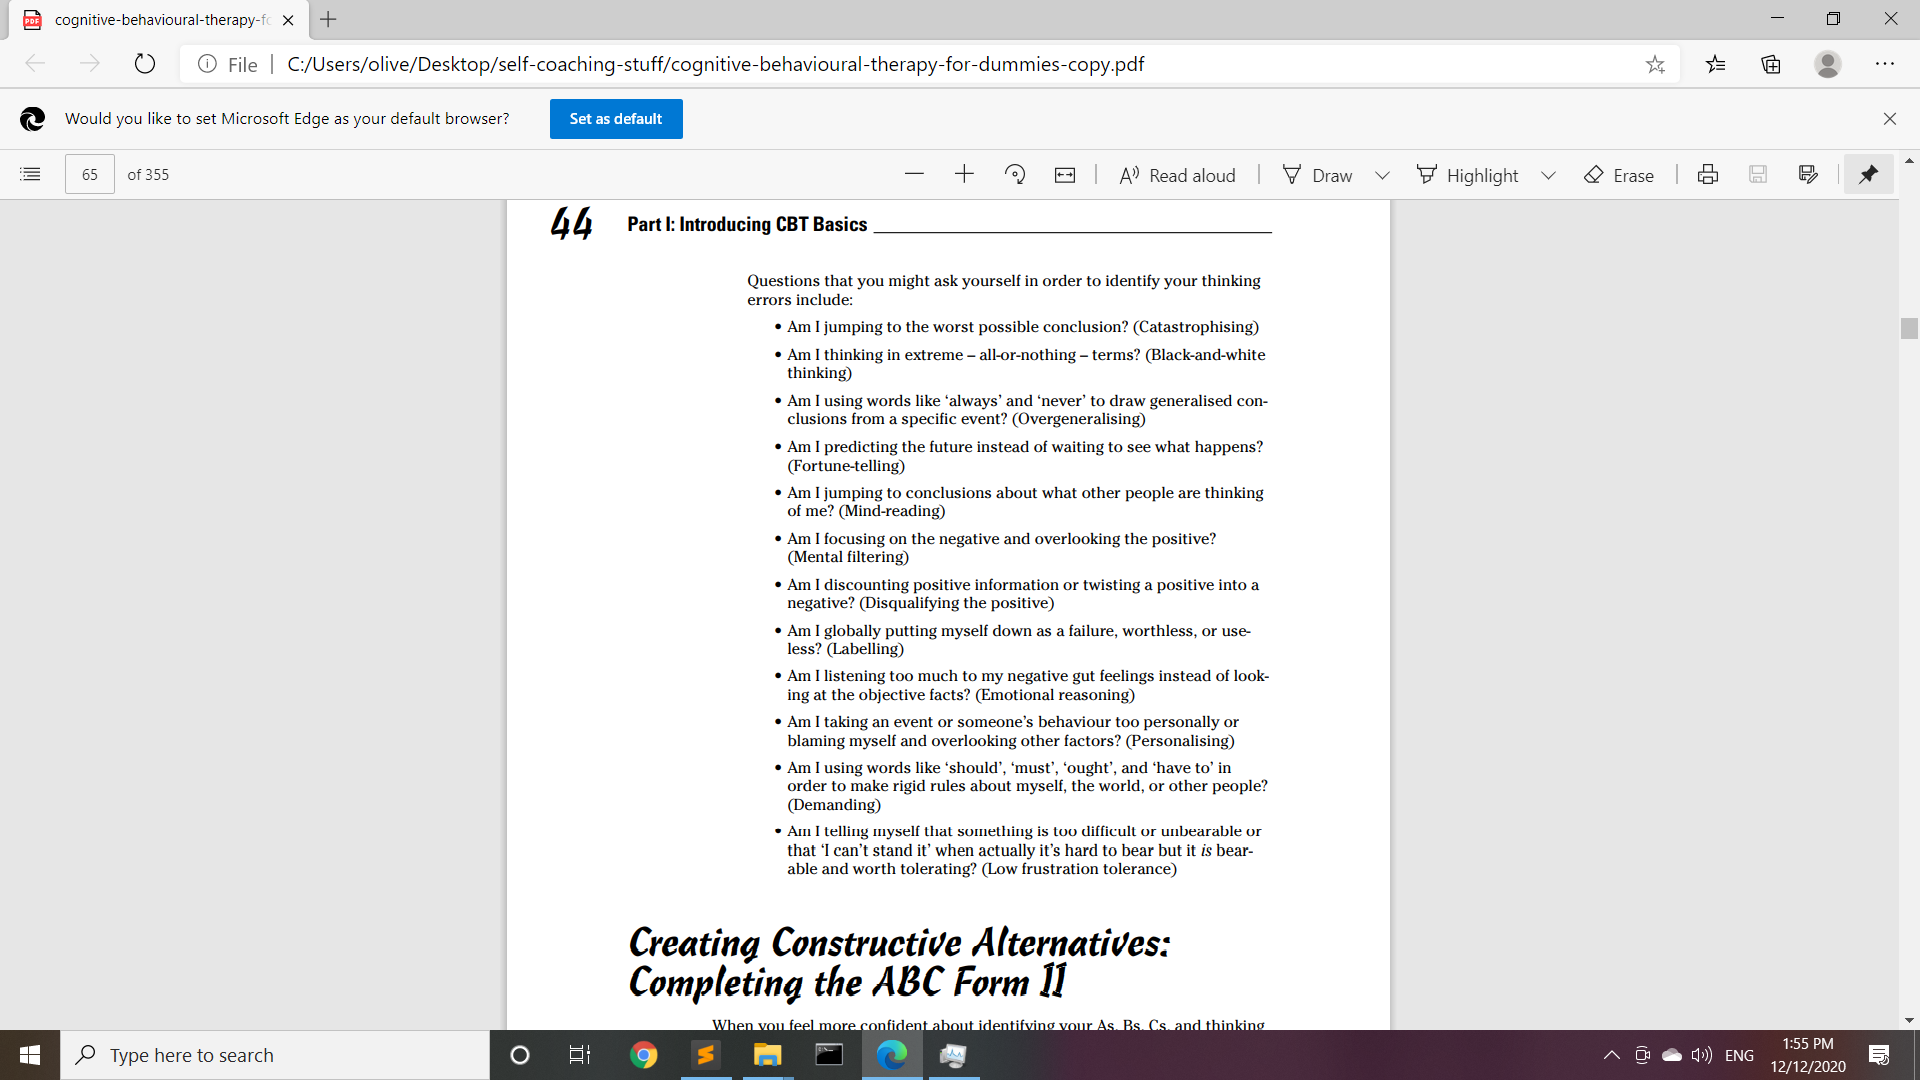 cognitive-behavioural-therapy-fo
File
C:/Users/olive/Desktop/self-coaching-stuff/cognitive-behavioural-therapy-for-dummies-copy.pdf
Would you like to set Microsoft Edge as your default browser?
Set as default
65 of 355
Read aloud
Draw
Highlight
Erase
44 Part I: Introducing CBT Basics
Questions that you might ask yourself in order to identify your thinking
errors include:
• Am I jumping to the worst possible conclusion? (Catastrophising)
• Am I thinking in extreme – all-or-nothing – terms? (Black-and-white
thinking)
• Am I using words like ‘always’ and ‘never’ to draw generalised con-
clusions from a specific event? (Overgeneralising)
• Am I predicting the future instead of waiting to see what happens?
(Fortune-telling)
• Am I jumping to conclusions about what other people are thinking
of me? (Mind-reading)
• Am I focusing on the negative and overlooking the positive?
(Mental filtering)
• Am I discounting positive information or twisting a positive into a
negative? (Disqualifying the positive)
• Am I globally putting myself down as a failure, worthless, or use-
less? (Labelling)
• Am I listening too much to my negative gut feelings instead of look-
ing at the objective facts? (Emotional reasoning)
• Am I taking an event or someone’s behaviour too personally or
blaming myself and overlooking other factors? (Personalising)
• Am I using words like ‘should’, ‘must’, ‘ought’, and ‘have to’ in
order to make rigid rules about myself, the world, or other people?
(Demanding)
• Am I telling myself that something is too difficult or unbearable or
that ‘I can’t stand it’ when actually it’s hard to bear but it is bear-
able and worth tolerating? (Low frustration tolerance)
Creating Constructive Alternatives:
Completing the ABC Form II
When you feel more confident about identifying your As, Bs, Cs, and thinking
Type here to search
ENG
1:55 PM
12/12/2020